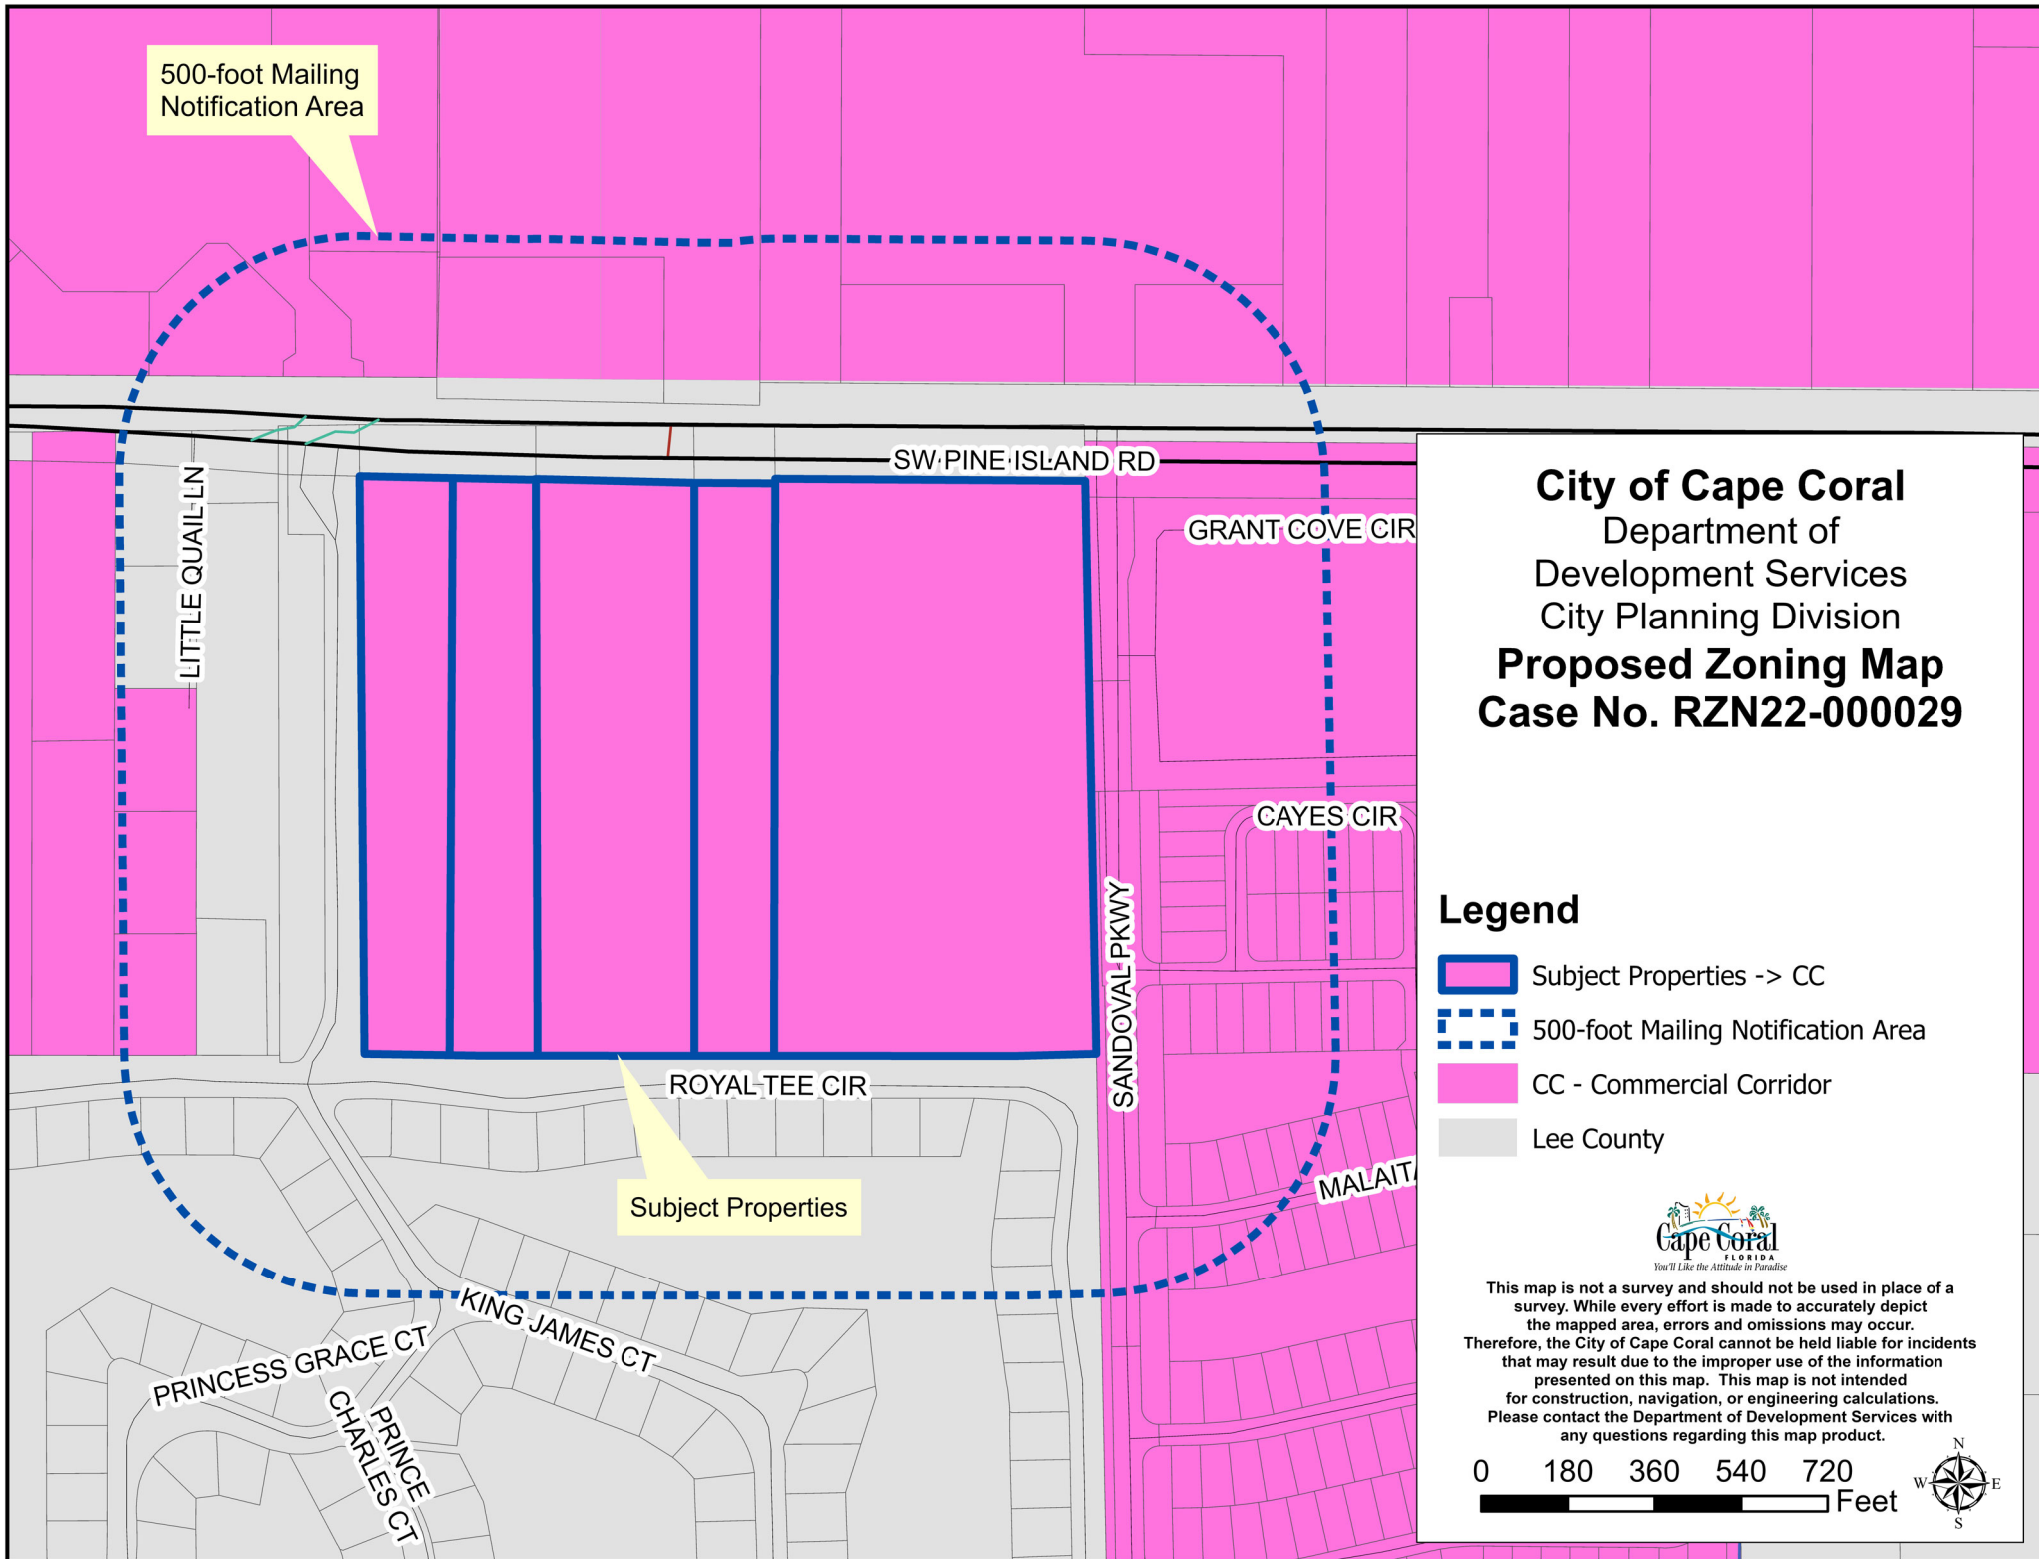 500-foot Mailing
Notification Area
SW PINE ISLAND RD
LITTLE QUAIL LN
GRANT COVE CIR
CAYES CIR
SANDOVAL PKWY
ROYAL TEE CIR
MALAITA
Subject Properties
KING JAMES CT
PRINCESS GRACE CT
PRINCE
CHARLES CT
City of Cape Coral
Department of
Development Services
City Planning Division
Proposed Zoning Map
Case No. RZN22-000029
Legend
Subject Properties -> CC
500-foot Mailing Notification Area
CC - Commercial Corridor
Lee County
Cape Coral
FLORIDA
You'll Like the Attitude in Paradise
This map is not a survey and should not be used in place of a
survey. While every effort is made to accurately depict
the mapped area, errors and omissions may occur.
Therefore, the City of Cape Coral cannot be held liable for incidents
that may result due to the improper use of the information
presented on this map. This map is not intended
for construction, navigation, or engineering calculations.
Please contact the Department of Development Services with
any questions regarding this map product.
0 180 360 540 720
Feet
N
W E
S